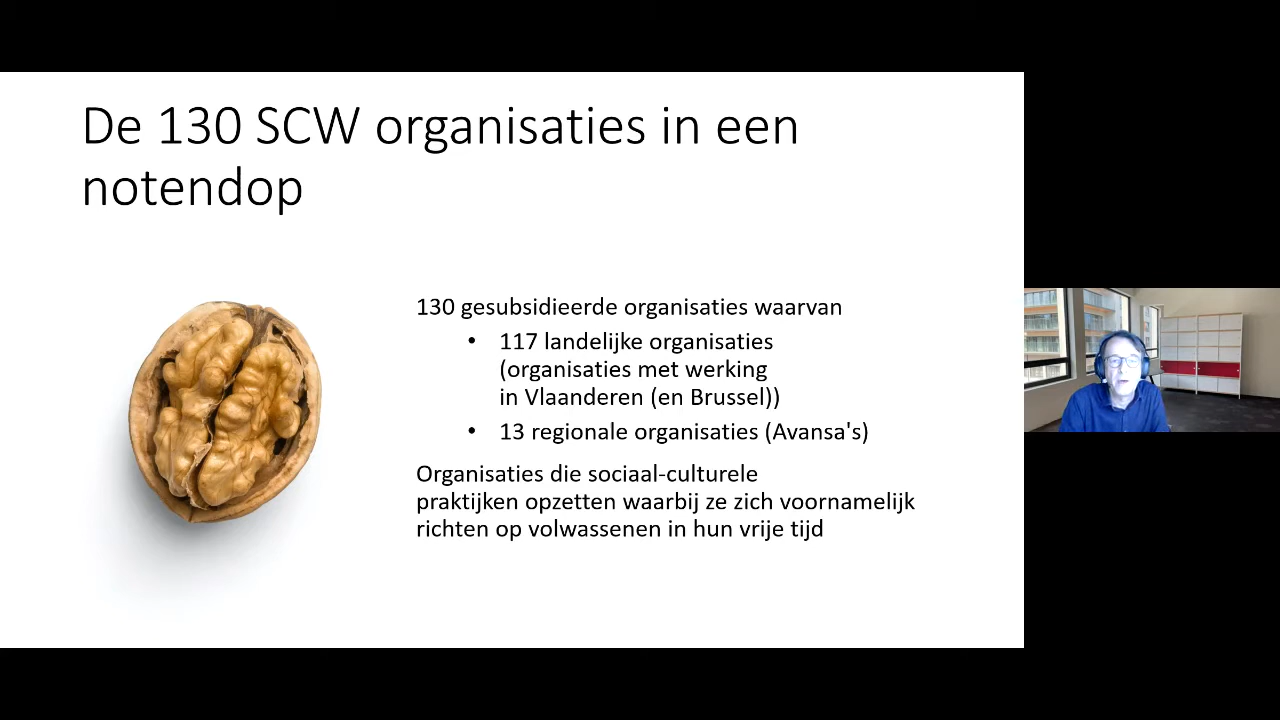 De 130 SCW organisaties in een
notendop
130 gesubsidieerde organisaties waarvan
• 117 landelijke organisaties
(organisaties met werking
in Vlaanderen (en Brussel))
• 13 regionale organisaties (Avansa's)
Organisaties die sociaal-culturele
praktijken opzetten waarbij ze zich voornamelijk
richten op volwassenen in hun vrije tijd